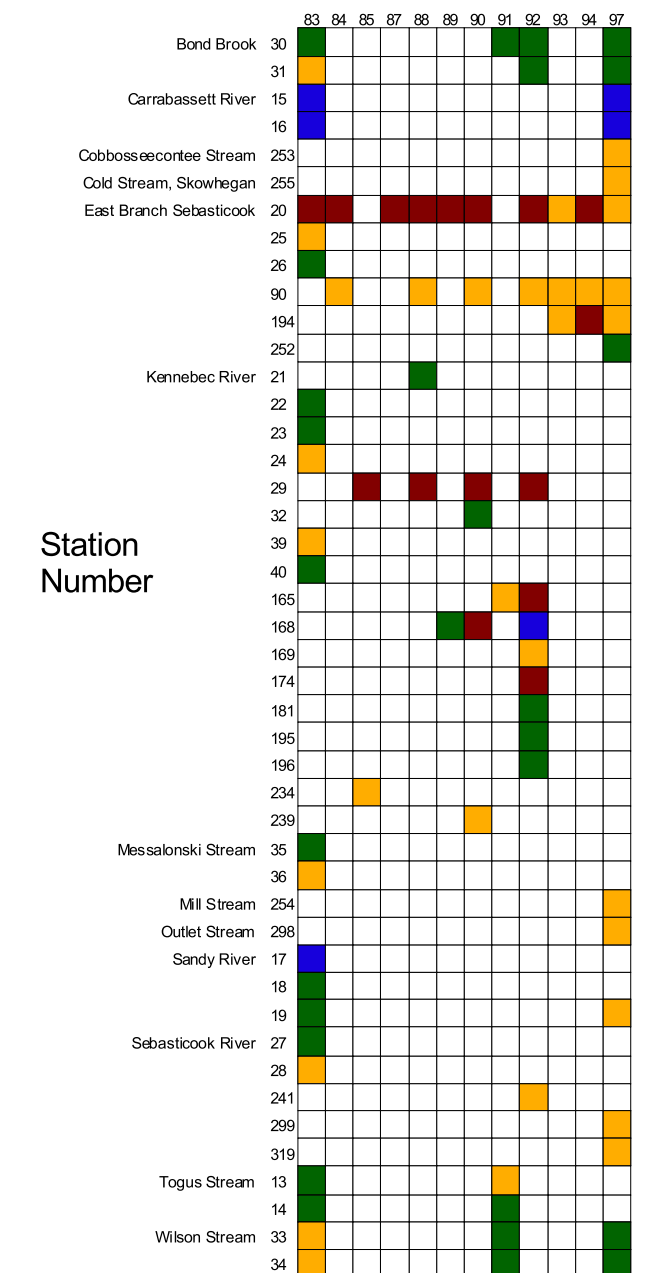 83 84 85 87 88 89 90 91 92 93 94 97
Bond Brook 30
31
Carrabassett River 15
16
Cobbosseecontee Stream 253
Cold Stream, Skowhegan 255
East Branch Sebasticook 20
25
26
90
194
252
Kennebec River 21
22
23
24
29
32
39
Station
Number
40
165
168
169
174
181
195
196
234
239
Messalonski Stream 35
36
Mill Stream 254
Outlet Stream 298
Sandy River 17
18
19
Sebasticook River 27
28
241
299
319
Togus Stream 13
14
Wilson Stream 33
34